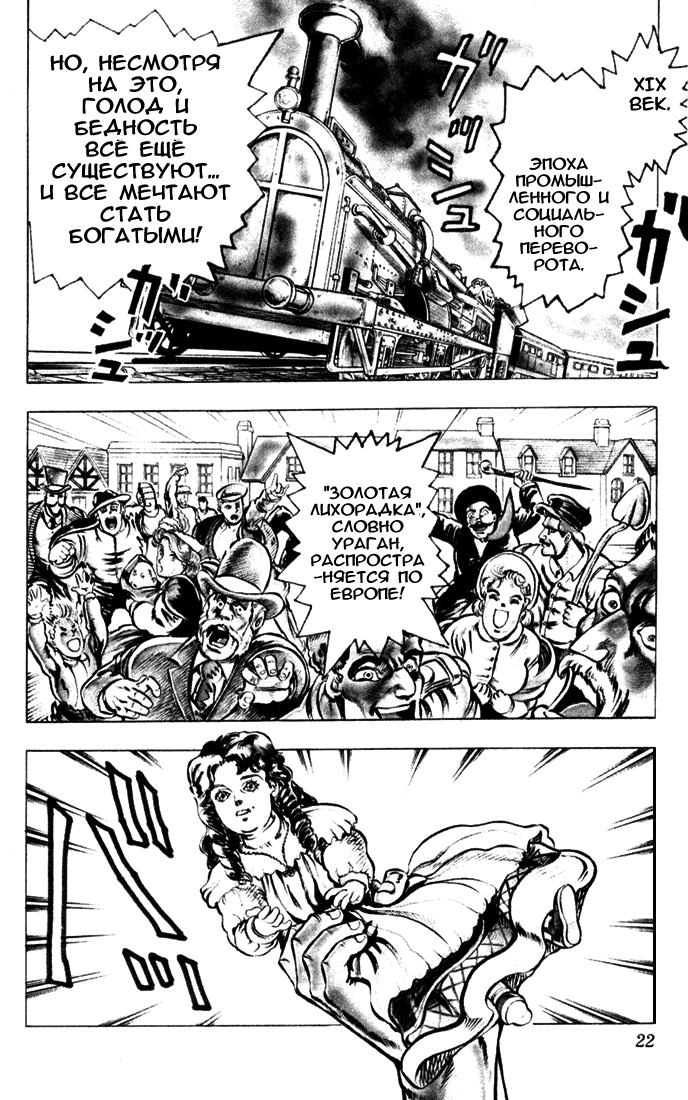 XIX
ВЕК.
ЭПОХА
ПРОМЫШ-
ЛЕННОГО И
СОЦИАЛЬ-
НОГО
ПЕРЕВО-
РОТА.
НО, НЕСМОТРЯ
НА ЭТО,
ГОЛОД И
БЕДНОСТЬ
ВСЁ ЕЩЁ
СУЩЕСТВУЮТ...
И ВСЕ МЕЧТАЮТ
СТАТЬ
БОГАТЫМИ!
ガシュ
ガッシュ
ガシュッ
"ЗОЛОТАЯ
ЛИХОРАДКА",
СЛОВНО
УРАГАН,
РАСПРОСТРА
-НЯЕТСЯ ПО
ЕВРОПЕ!
22